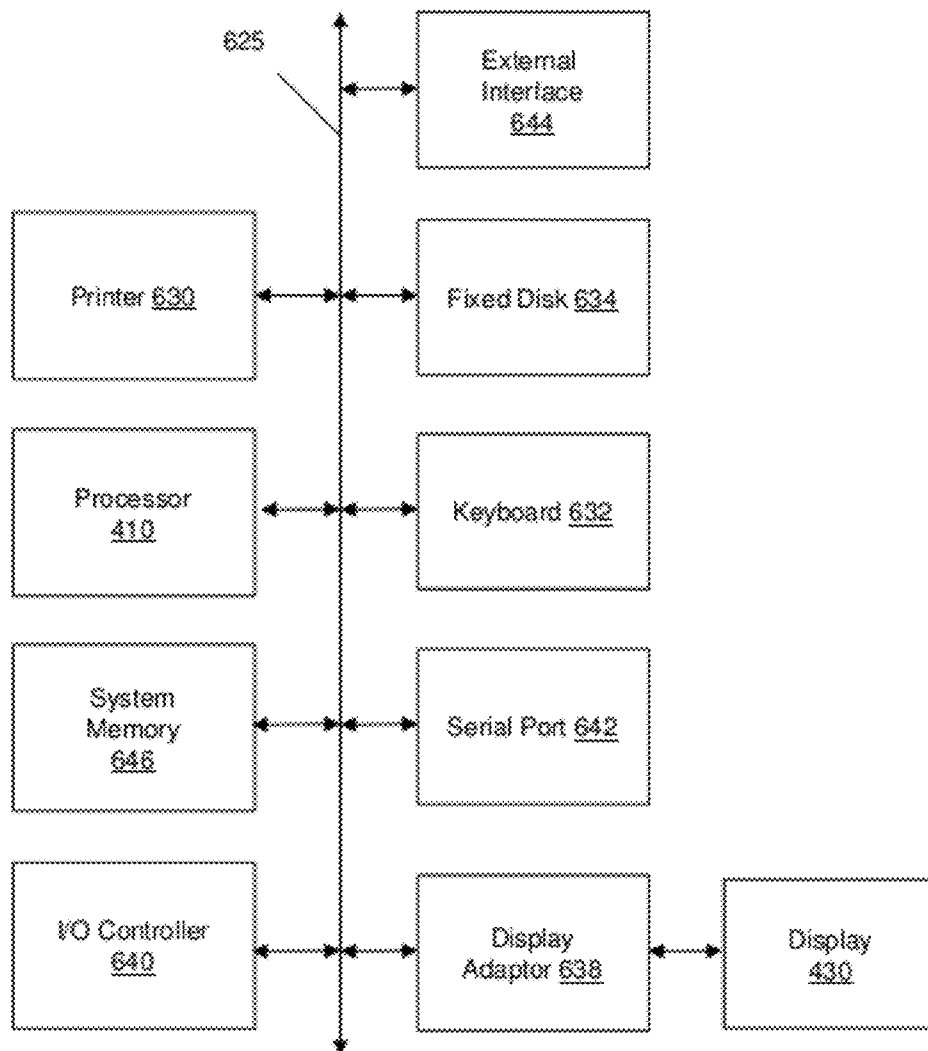 625
External
Interface
644
Printer 630
Fixed Disk 634
Processor
410
Keyboard 632
System
Memory
646
Serial Port 642
I/O Controller
640
Display
Adaptor 638
Display
430